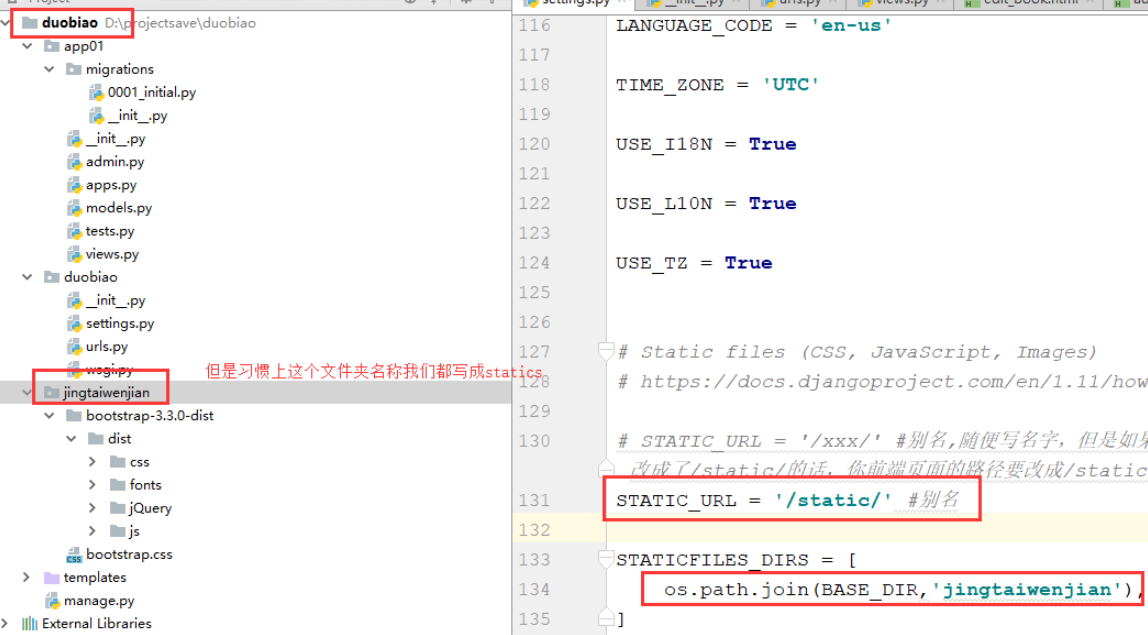 Project
duobiao D:\projectsave\duobiao
app01
migrations
0001_initial.py
__init__.py
__init__.py
admin.py
apps.py
models.py
tests.py
views.py
duobiao
__init__.py
settings.py
urls.py
wsgi.py
但是习惯上这个文件夹名称我们都写成statics
jingtaiwenjian
bootstrap-3.3.0-dist
dist
css
fonts
jQuery
js
bootstrap.css
templates
manage.py
External Libraries
settings.py
__init__.py
views.py
edit_book.html
116 LANGUAGE_CODE = 'en-us'
117
118 TIME_ZONE = 'UTC'
119
120 USE_I18N = True
121
122 USE_L10N = True
123
124 USE_TZ = True
125
126
127 # Static files (CSS, JavaScript, Images)
128 # https://docs.djangoproject.com/en/1.11/how
129
130 # STATIC_URL = '/xxx/' #别名,随便写名字，但是如果
改成了/static/的话，你前端页面的路径要改成/static
131 STATIC_URL = '/static/' #别名
132
133 STATICFILES_DIRS = [
134 os.path.join(BASE_DIR,'jingtaiwenjian'),
135 ]